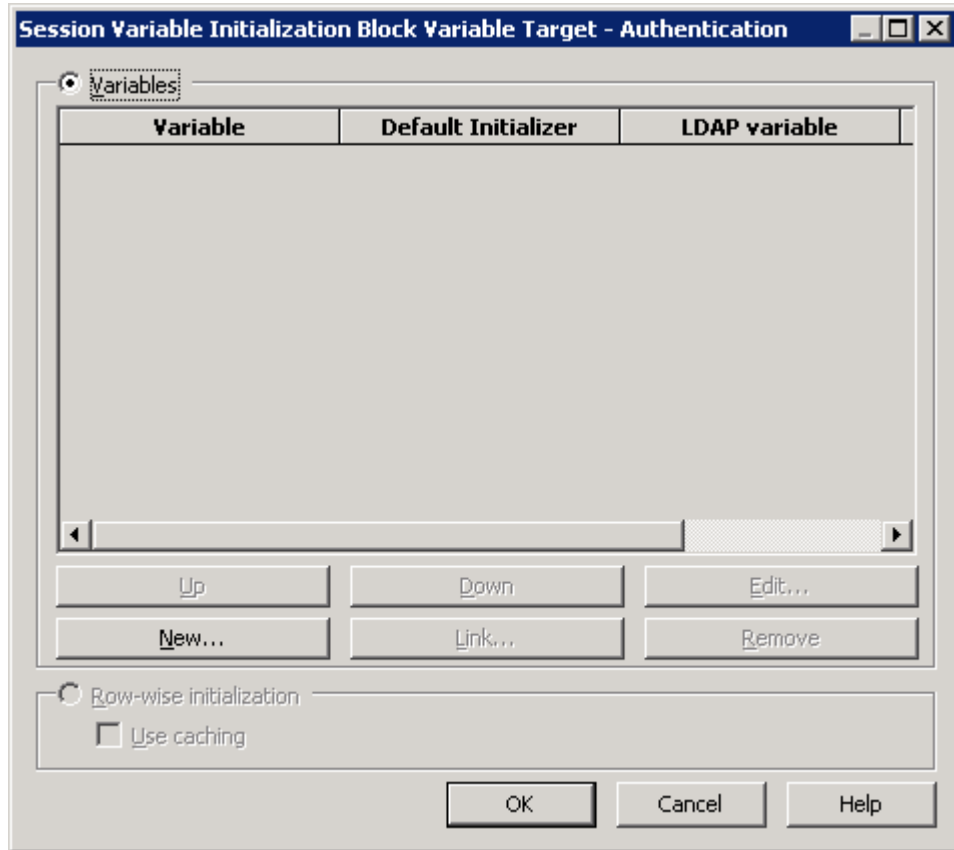 Session Variable Initialization Block Variable Target - Authentication
Variables
Variable Default Initializer LDAP variable
Up Down Edit...
New... Link... Remove
Row-wise initialization
Use caching
OK Cancel Help